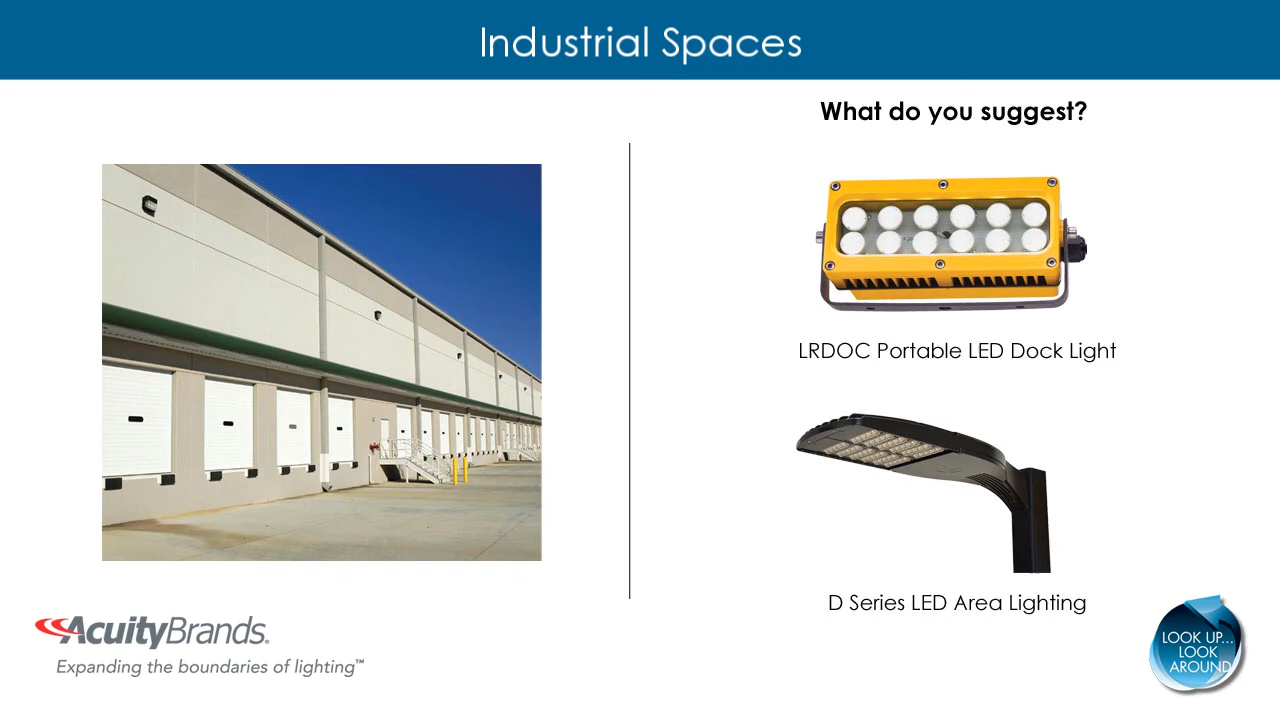 Industrial Spaces
What do you suggest?
LRDOC Portable LED Dock Light
D Series LED Area Lighting
AcuityBrands.
Expanding the boundaries of lighting™
LOOK UP...
LOOK
AROUND